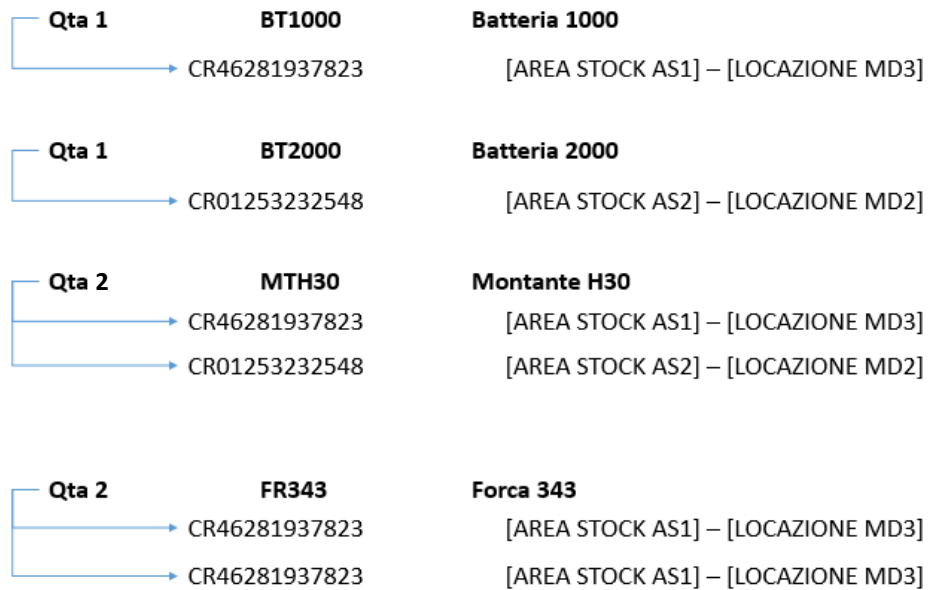 Qta 1 BT1000 Batteria 1000
CR46281937823 [AREA STOCK AS1] – [LOCAZIONE MD3]
Qta 1 BT2000 Batteria 2000
CR01253232548 [AREA STOCK AS2] – [LOCAZIONE MD2]
Qta 2 MTH30 Montante H30
CR46281937823 [AREA STOCK AS1] – [LOCAZIONE MD3]
CR01253232548 [AREA STOCK AS2] – [LOCAZIONE MD2]
Qta 2 FR343 Forca 343
CR46281937823 [AREA STOCK AS1] – [LOCAZIONE MD3]
CR46281937823 [AREA STOCK AS1] – [LOCAZIONE MD3]